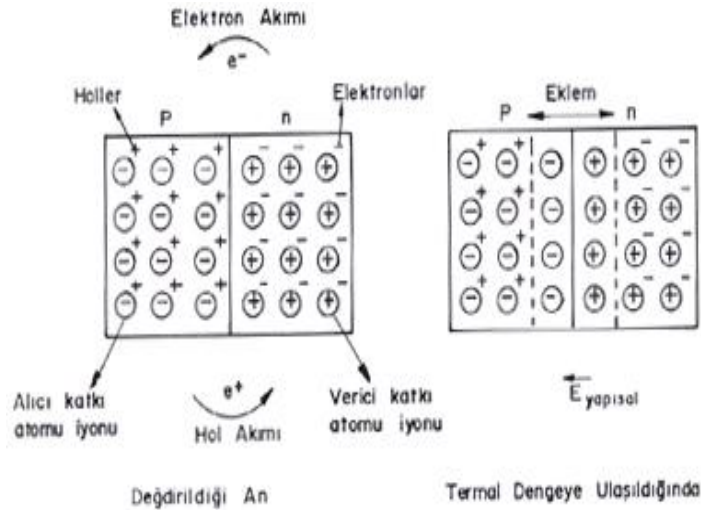 Elektron Akımı
e⁻
Holler
Elektronlar
P
n
Eklem
P
n
Alıcı katkı
atomu iyonu
e⁺
Hol Akımı
Verici katkı
atomu iyonu
E yapısal
Değdirildiği An
Termal Dengeye Ulaşıldığında